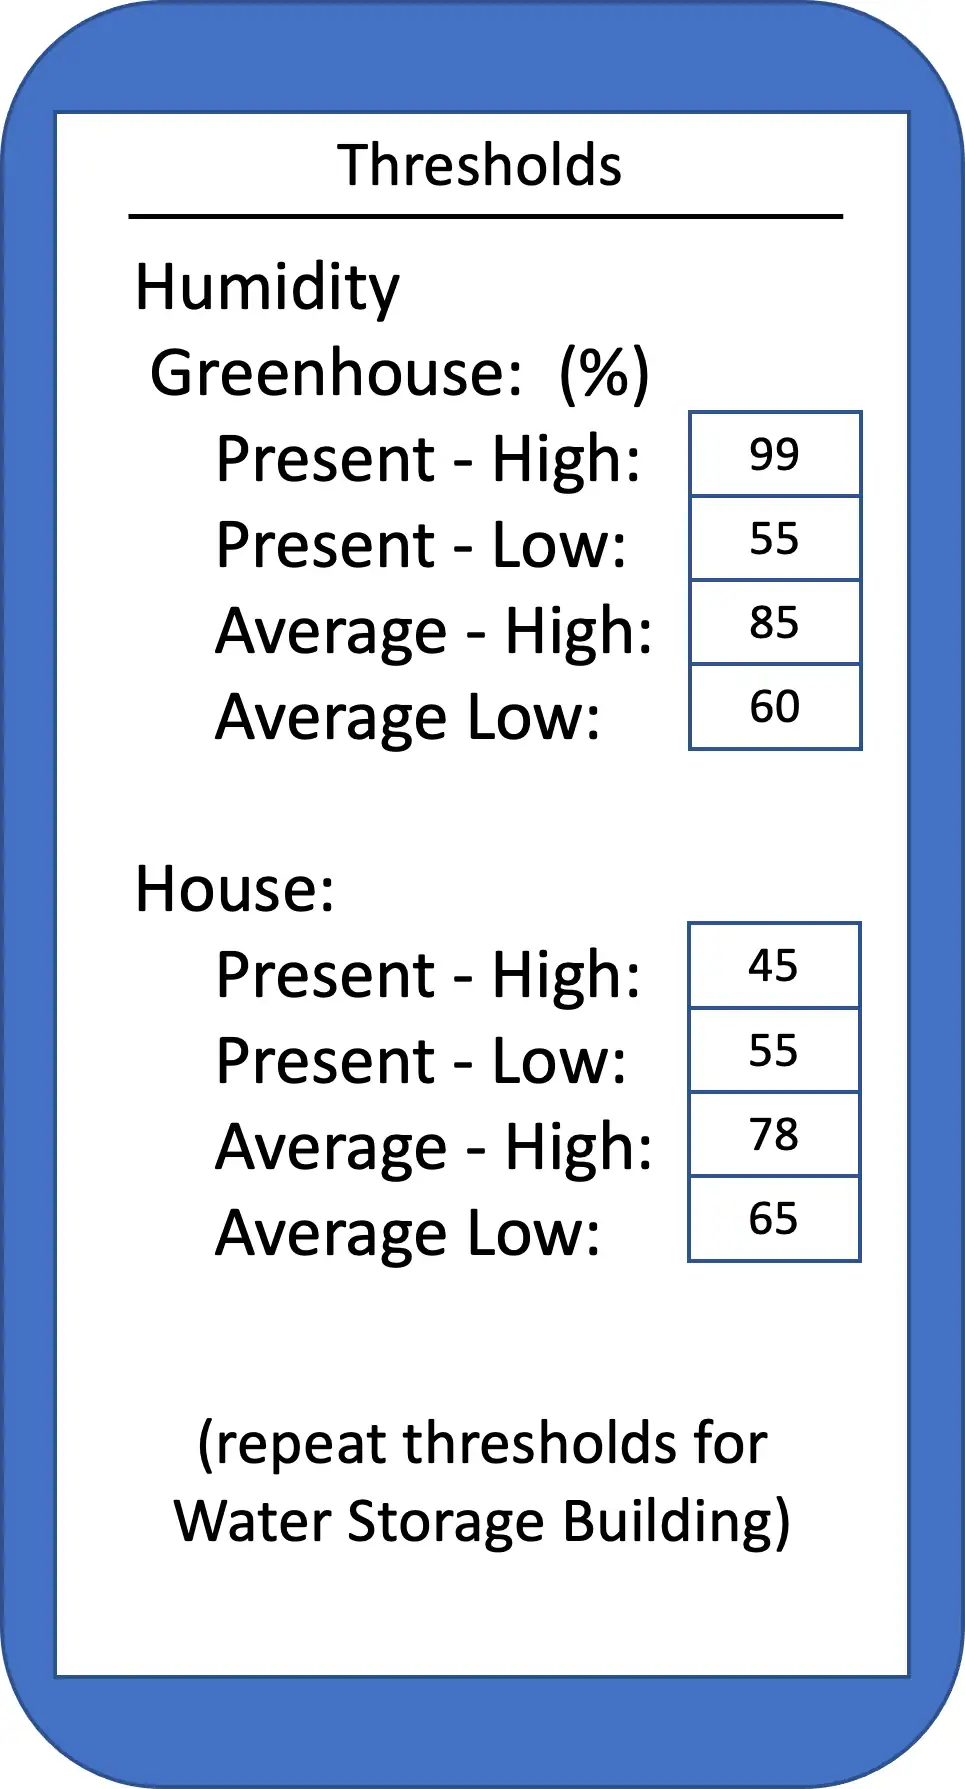 Thresholds
Humidity
Greenhouse: (%)
Present - High: 99
Present - Low: 55
Average - High: 85
Average Low: 60
House:
Present - High: 45
Present - Low: 55
Average - High: 78
Average Low: 65
(repeat thresholds for
Water Storage Building)